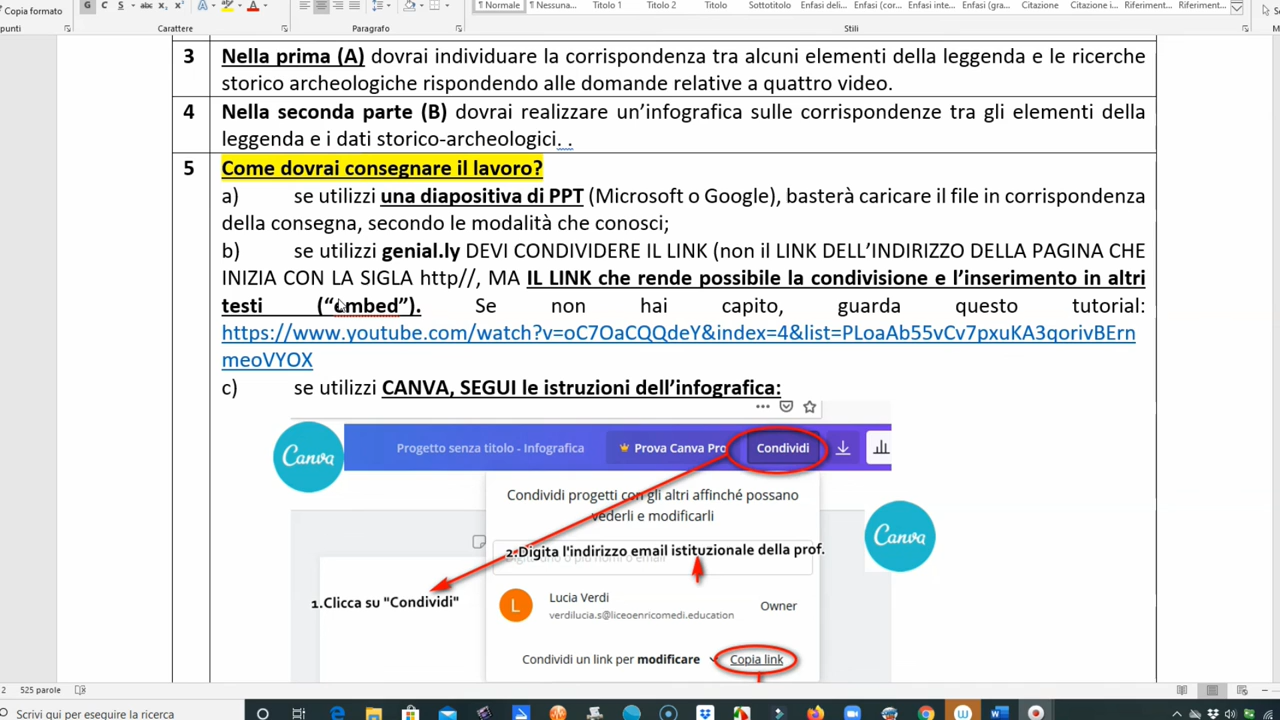 Copia formato
G C S abc
Normale Nessuna... Titolo 1 Titolo 2 Titolo Sottotitolo Enfasi deli... Enfasi (cor... Enfasi inte... Enfasi (gra... Citazione Citazione i... Riferiment... Riferiment...
punti Carattere Paragrafo Stili
3 Nella prima (A) dovrai individuare la corrispondenza tra alcuni elementi della leggenda e le ricerche
storico archeologiche rispondendo alle domande relative a quattro video.
4 Nella seconda parte (B) dovrai realizzare un’infografica sulle corrispondenze tra gli elementi della
leggenda e i dati storico-archeologici. .
5 Come dovrai consegnare il lavoro?
a) se utilizzi una diapositiva di PPT (Microsoft o Google), basterà caricare il file in corrispondenza
della consegna, secondo le modalità che conosci;
b) se utilizzi genial.ly DEVI CONDIVIDERE IL LINK (non il LINK DELL’INDIRIZZO DELLA PAGINA CHE
INIZIA CON LA SIGLA http//, MA IL LINK che rende possibile la condivisione e l’inserimento in altri
testi (“embed”). Se non hai capito, guarda questo tutorial:
https://www.youtube.com/watch?v=oC7OaCQQdeY&index=4&list=PLoaAb55vCv7pxuKA3qorivBErn
meoVYOX
c) se utilizzi CANVA, SEGUI le istruzioni dell’infografica:
Canva Progetto senza titolo - Infografica Prova Canva Pro Condividi
Condividi progetti con gli altri affinché possano
vederli e modificarli
Canva
2.Digita l'indirizzo email istituzionale della prof.
1.Clicca su "Condividi"
L Lucia Verdi Owner
verdilucia.s@liceoenricomedi.education
Condividi un link per modificare Copia link
2 525 parole
Scrivi qui per eseguire la ricerca